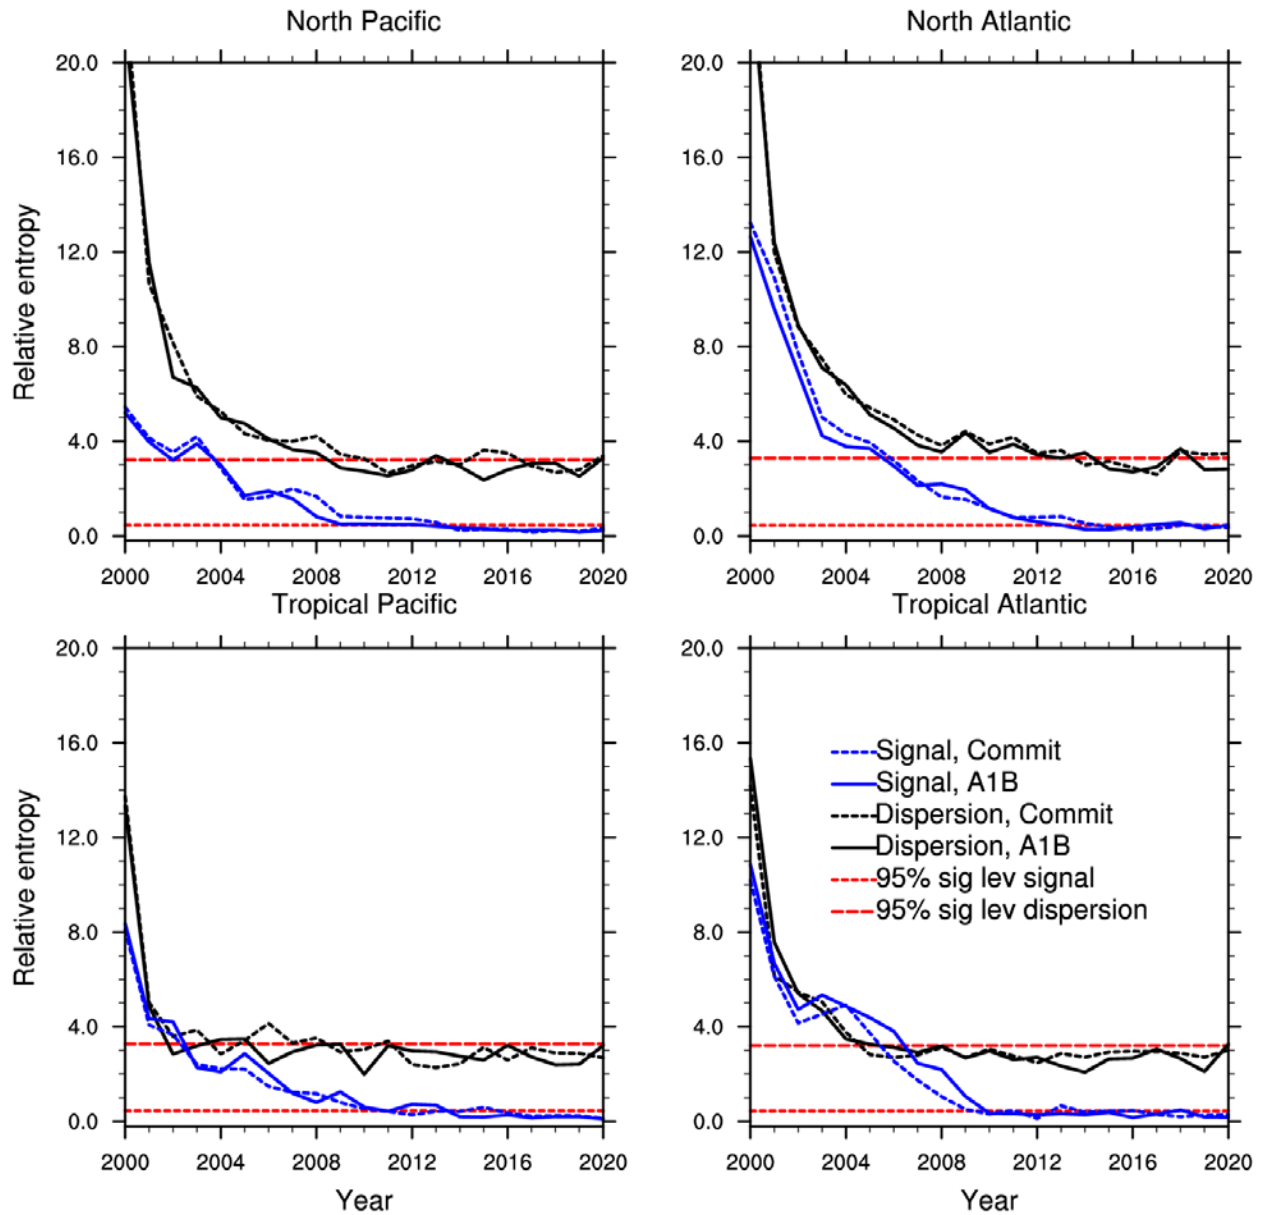 North Pacific
North Atlantic
Relative entropy
20.0
16.0
12.0
8.0
4.0
0.0
2000 2004 2008 2012 2016 2020
20.0
16.0
12.0
8.0
4.0
0.0
2000 2004 2008 2012 2016 2020
Tropical Pacific
Tropical Atlantic
Relative entropy
20.0
16.0
12.0
8.0
4.0
0.0
2000 2004 2008 2012 2016 2020
Year
20.0
16.0
12.0
8.0
4.0
0.0
Signal, Commit
Signal, A1B
Dispersion, Commit
Dispersion, A1B
95% sig lev signal
95% sig lev dispersion
2000 2004 2008 2012 2016 2020
Year